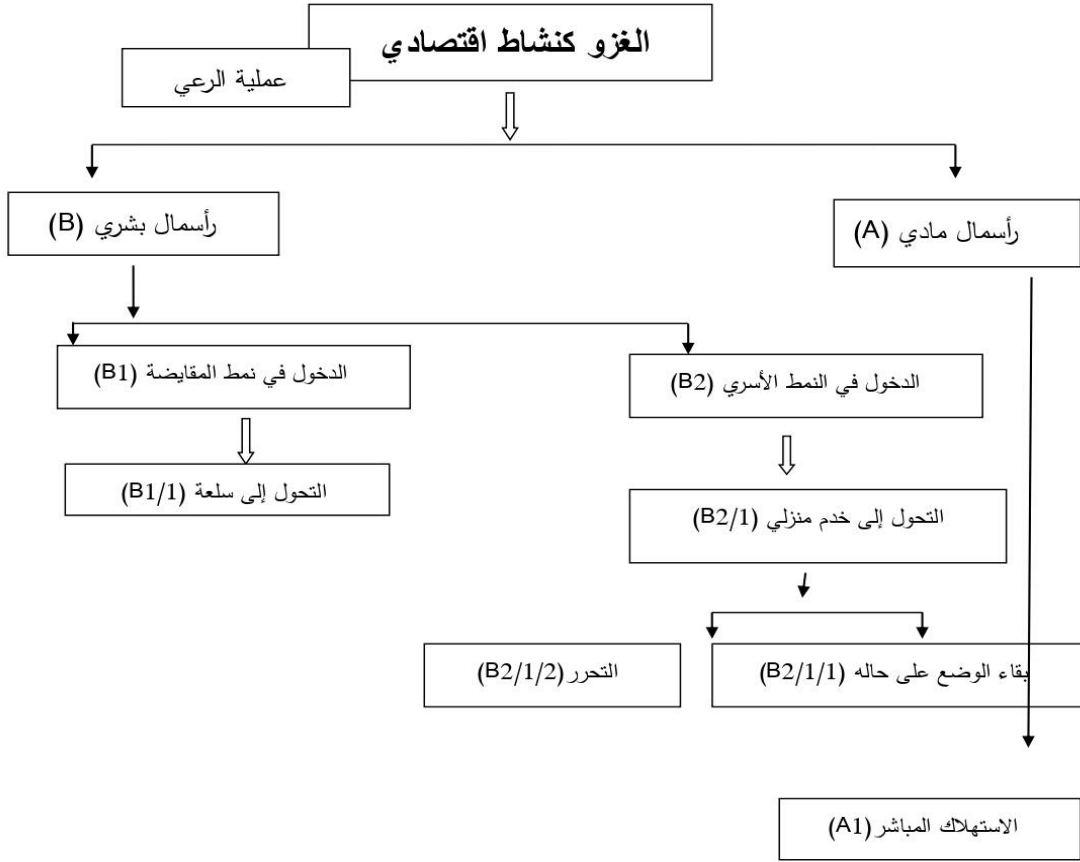 الغزو كنشاط اقتصادي
عملية الرعي
رأسمال مادي (A)
رأسمال بشري (B)
الدخول في النمط الأسري (B2)
الدخول في نمط المقايضة (B1)
التحول إلى سلعة (B1/1)
التحول إلى خدم منزلي (B2/1)
بقاء الوضع على حاله (B2/1/1)
التحرر (B2/1/2)
الاستهلاك المباشر (A1)